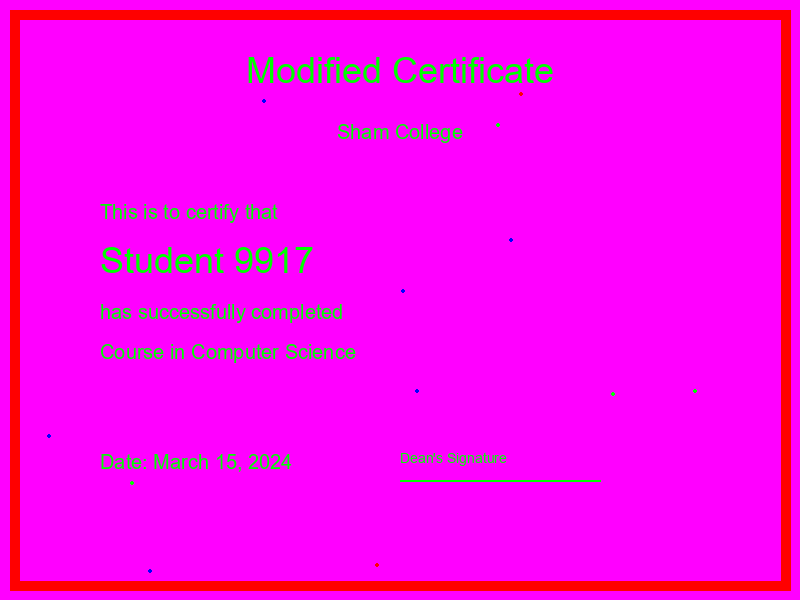 Modified Certificate
Sham College
This is to certify that
Student 9917
has successfully completed
Course in Computer Science
Date: March 15, 2024
Dean's Signature